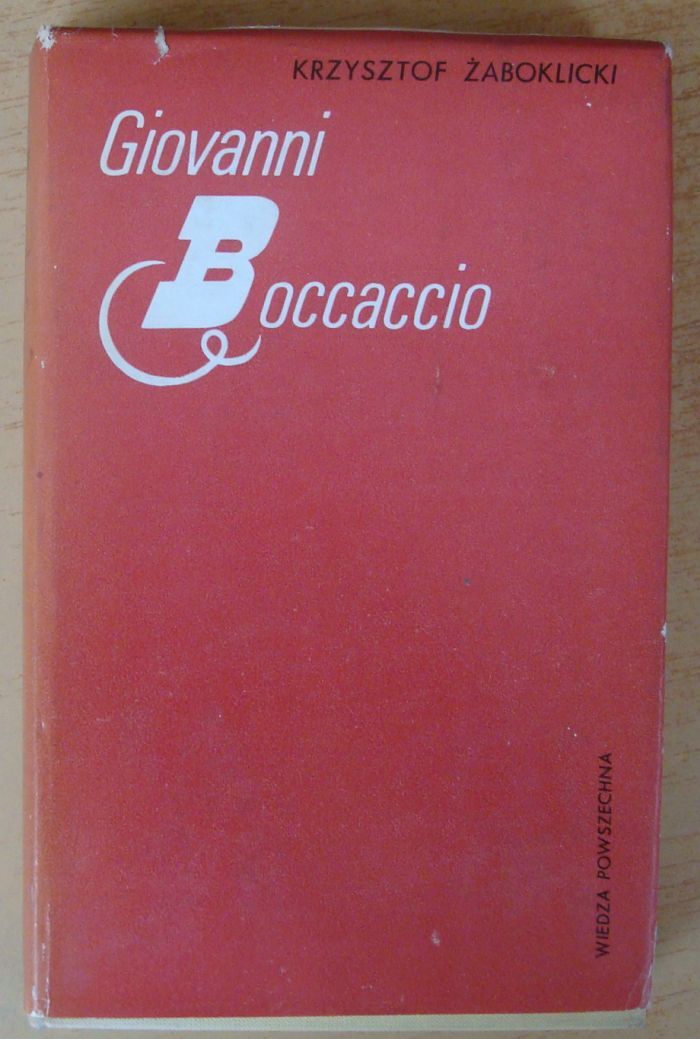 KRZYSZTOF ŻABOKLICKI
Giovanni
Boccaccio
WIEDZA POWSZECHNA